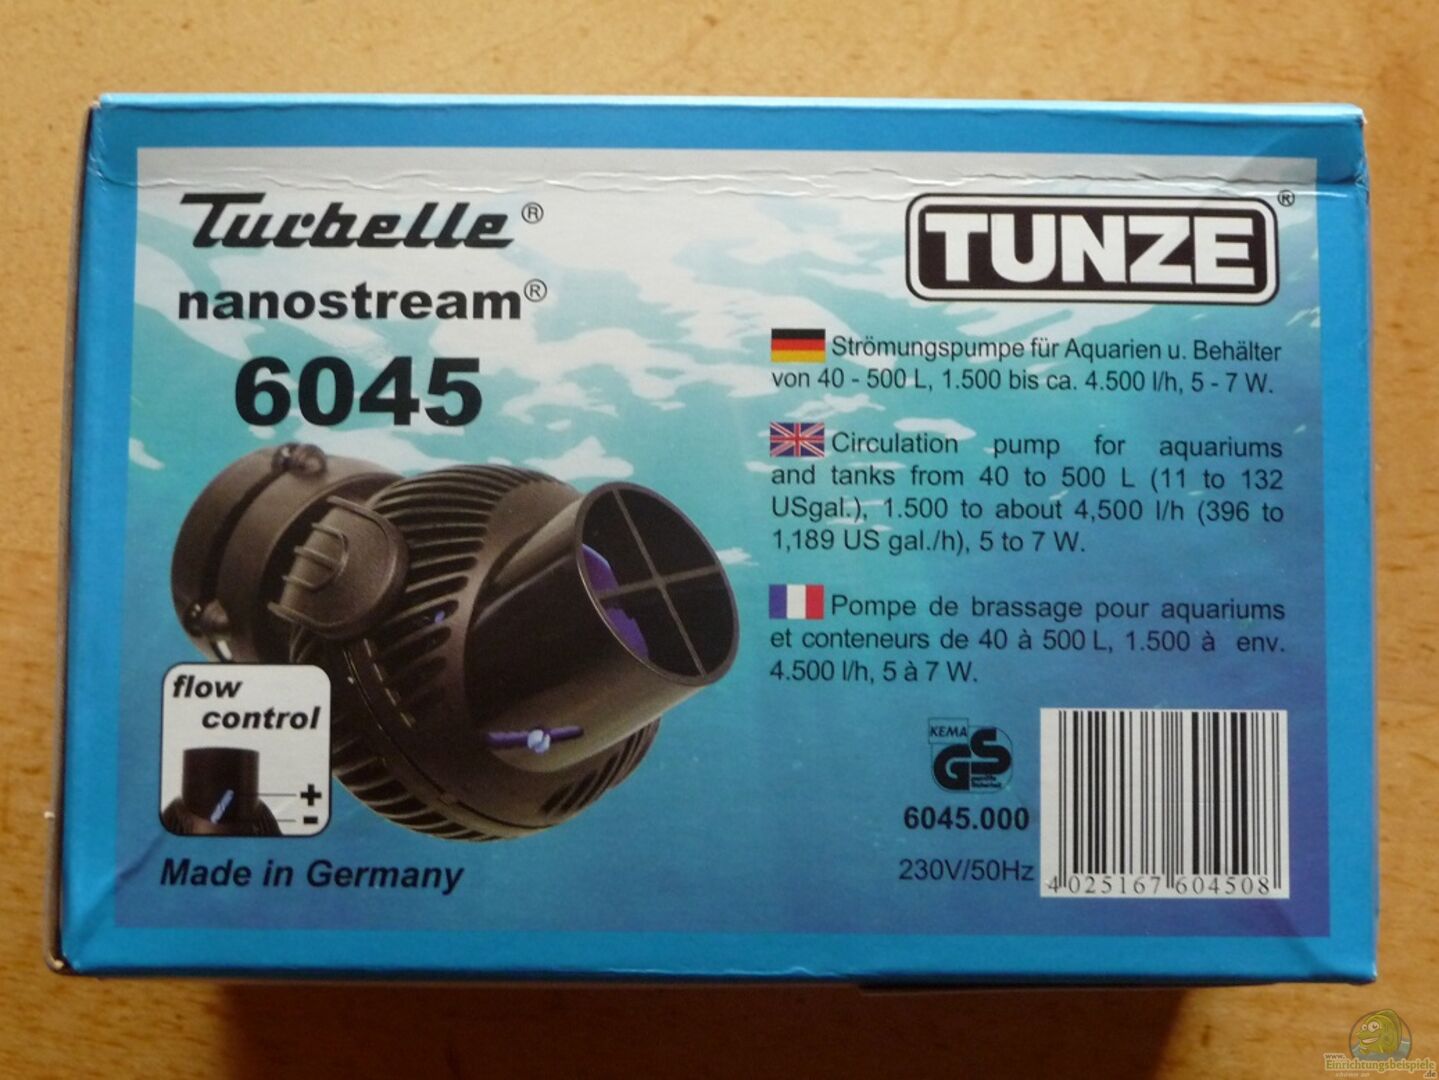 Turbelle®
nanostream®
6045
TUNZE®
Strömungspumpe für Aquarien u. Behälter
von 40 - 500 L, 1.500 bis ca. 4.500 l/h, 5 - 7 W.
Circulation pump for aquariums
and tanks from 40 to 500 L (11 to 132
USgal.), 1.500 to about 4,500 l/h (396 to
1,189 US gal./h), 5 to 7 W.
Pompe de brassage pour aquariums
et conteneurs de 40 à 500 L, 1.500 à env.
4.500 l/h, 5 à 7 W.
flow
control
+
-
Made in Germany
KEMA
GS
6045.000
230V/50Hz
4 025167 604508
www.
Einrichtungsbeispiele
.de